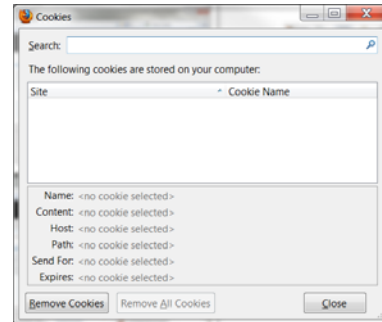 Cookies
Search:
The following cookies are stored on your computer:
Site Cookie Name
Name: <no cookie selected>
Content: <no cookie selected>
Host: <no cookie selected>
Path: <no cookie selected>
Send For: <no cookie selected>
Expires: <no cookie selected>
Remove Cookies Remove All Cookies Close